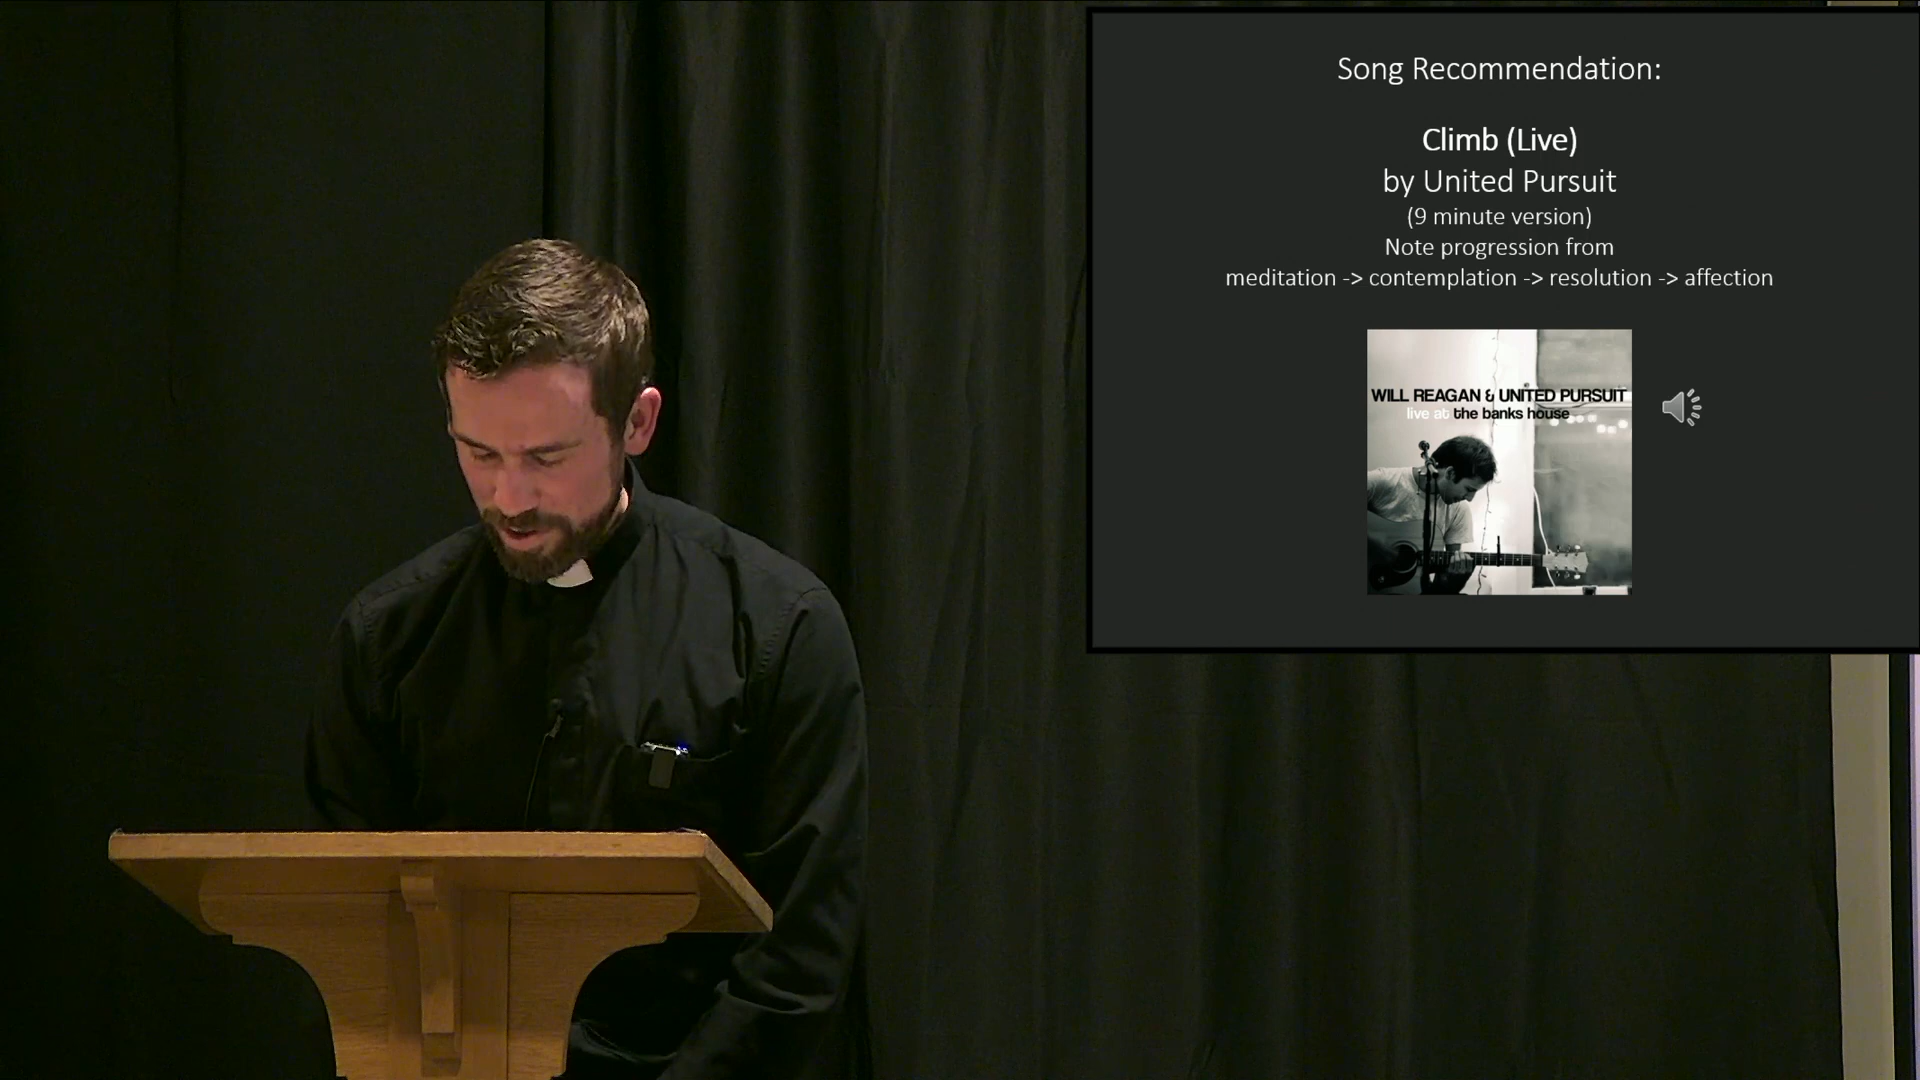 Song Recommendation:
Climb (Live)
by United Pursuit
(9 minute version)
Note progression from
meditation -> contemplation -> resolution -> affection
WILL REAGAN & UNITED PURSUIT
live at the banks house